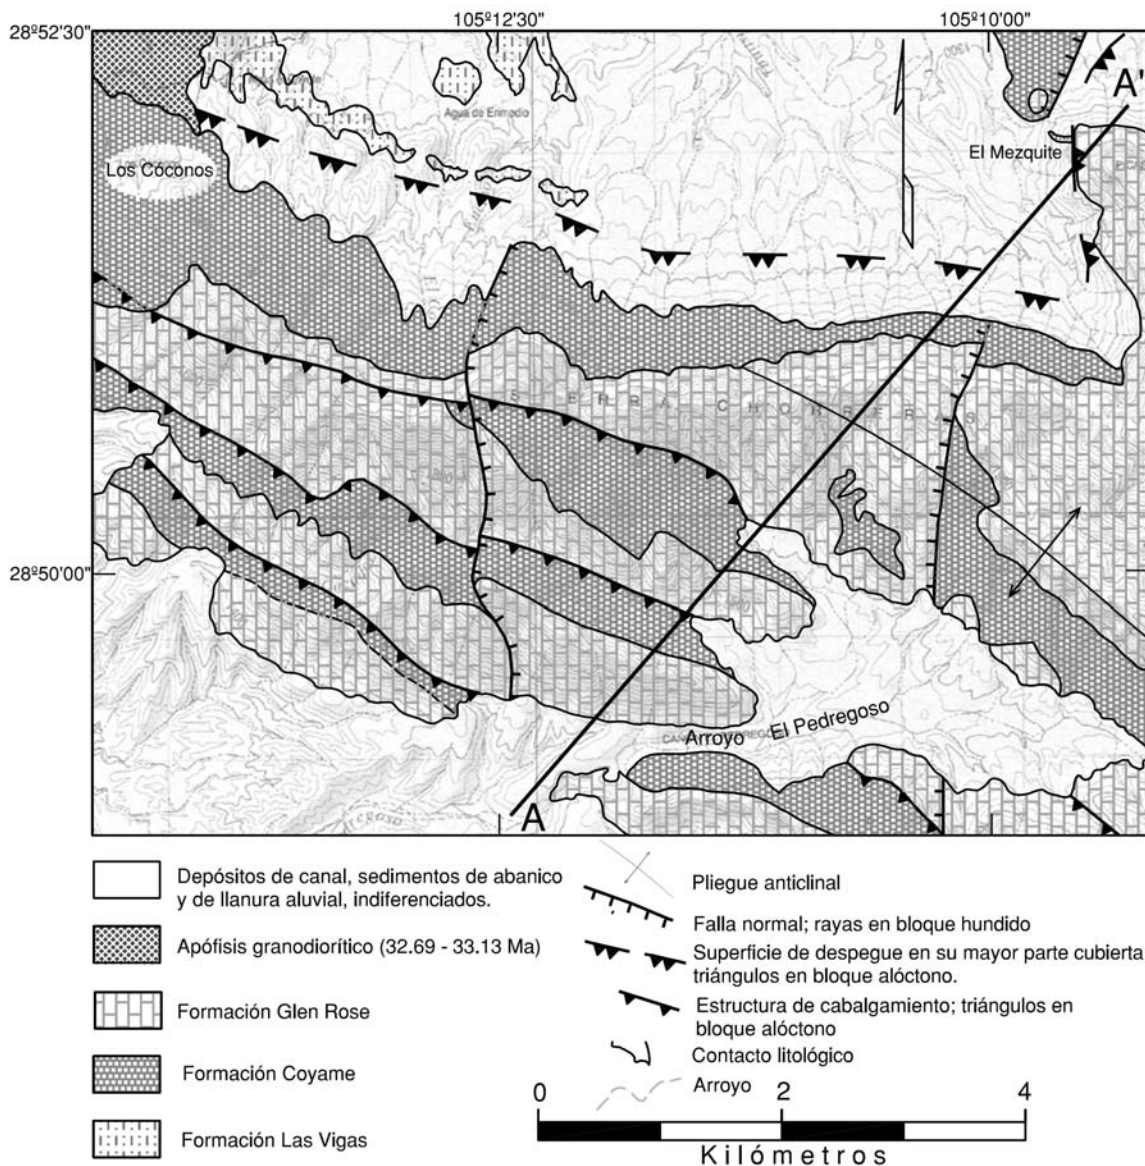 105º12'30" 105º10'00"
28º52'30"
A'
Agua de Enmedio
El Mezquite
Los Coconos
1300
SIERRA CHORRERAS
28º50'00"
El Pedregoso
Arroyo
A
Depósitos de canal, sedimentos de abanico
y de llanura aluvial, indiferenciados.
Apófisis granodiorítico (32.69 - 33.13 Ma)
Formación Glen Rose
Formación Coyame
Formación Las Vigas
Pliegue anticlinal
Falla normal; rayas en bloque hundido
Superficie de despegue en su mayor parte cubierta
triángulos en bloque alóctono.
Estructura de cabalgamiento; triángulos en
bloque alóctono
Contacto litológico
Arroyo
0 2 4
Kilómetros